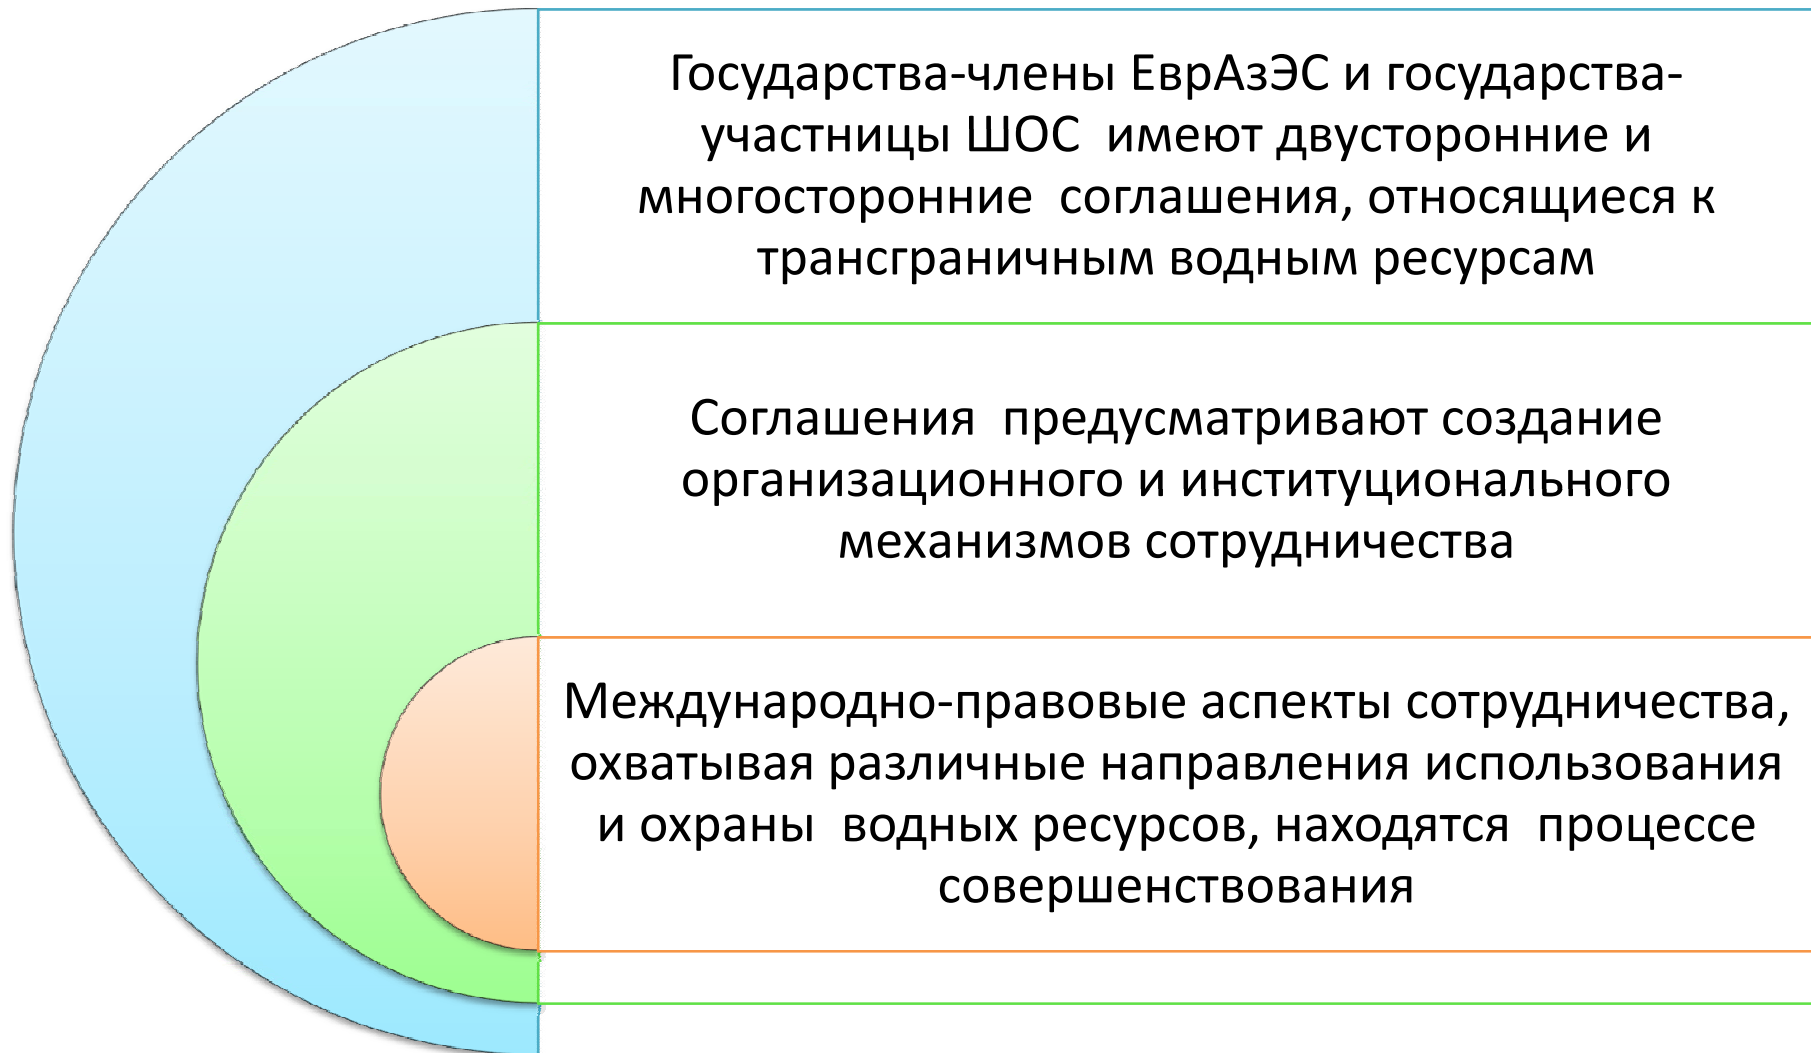 Государства-члены ЕврАзЭС и государства-
участницы ШОС  имеют двусторонние и
многосторонние  соглашения, относящиеся к
трансграничным водным ресурсам
Соглашения  предусматривают создание
организационного и институционального
механизмов сотрудничества
Международно-правовые аспекты сотрудничества,
охватывая различные направления использования
и охраны  водных ресурсов, находятся  процессе
совершенствования